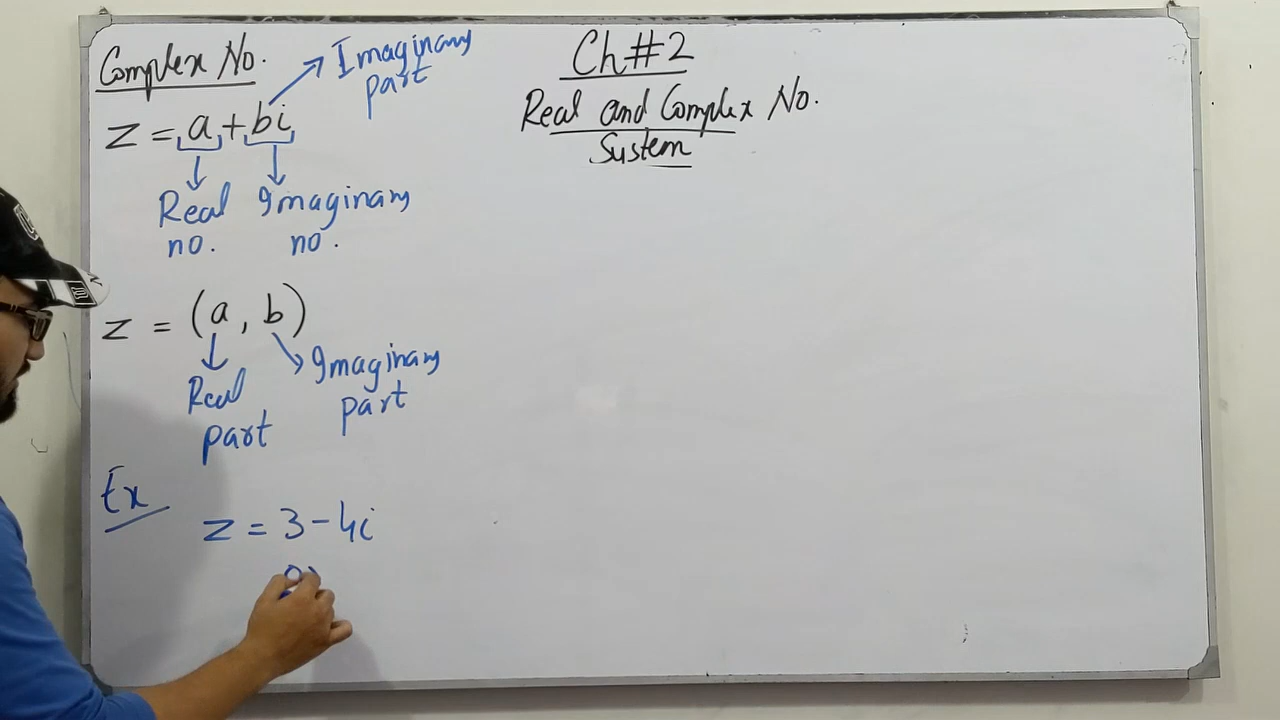 Complex No.
Imaginary
part
z = a + bi
Real
no.
Imaginary
no.
z = (a, b)
Real
part
Imaginary
part
Ex
z = 3 - 4i
Ch#2
Real and Complex No.
System